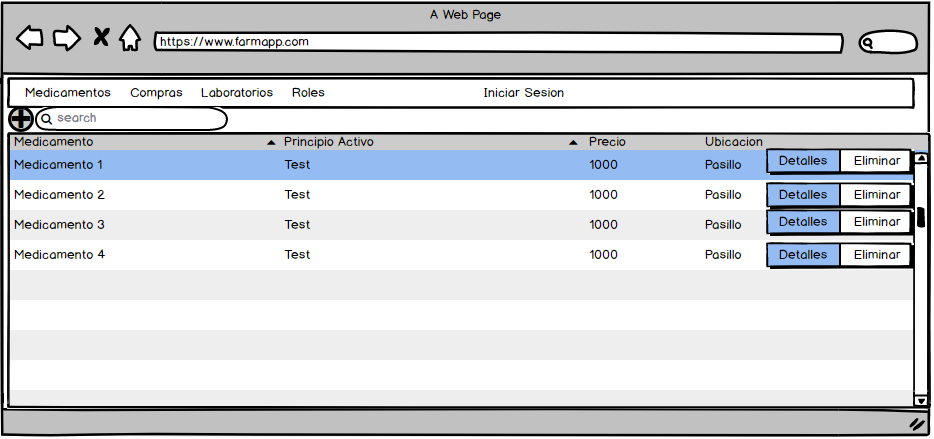 A Web Page
https://www.farmapp.com
Medicamentos Compras Laboratorios Roles Iniciar Sesion
search
Medicamento Principio Activo Precio Ubicacion
Medicamento 1 Test 1000 Pasillo Detalles Eliminar
Medicamento 2 Test 1000 Pasillo Detalles Eliminar
Medicamento 3 Test 1000 Pasillo Detalles Eliminar
Medicamento 4 Test 1000 Pasillo Detalles Eliminar